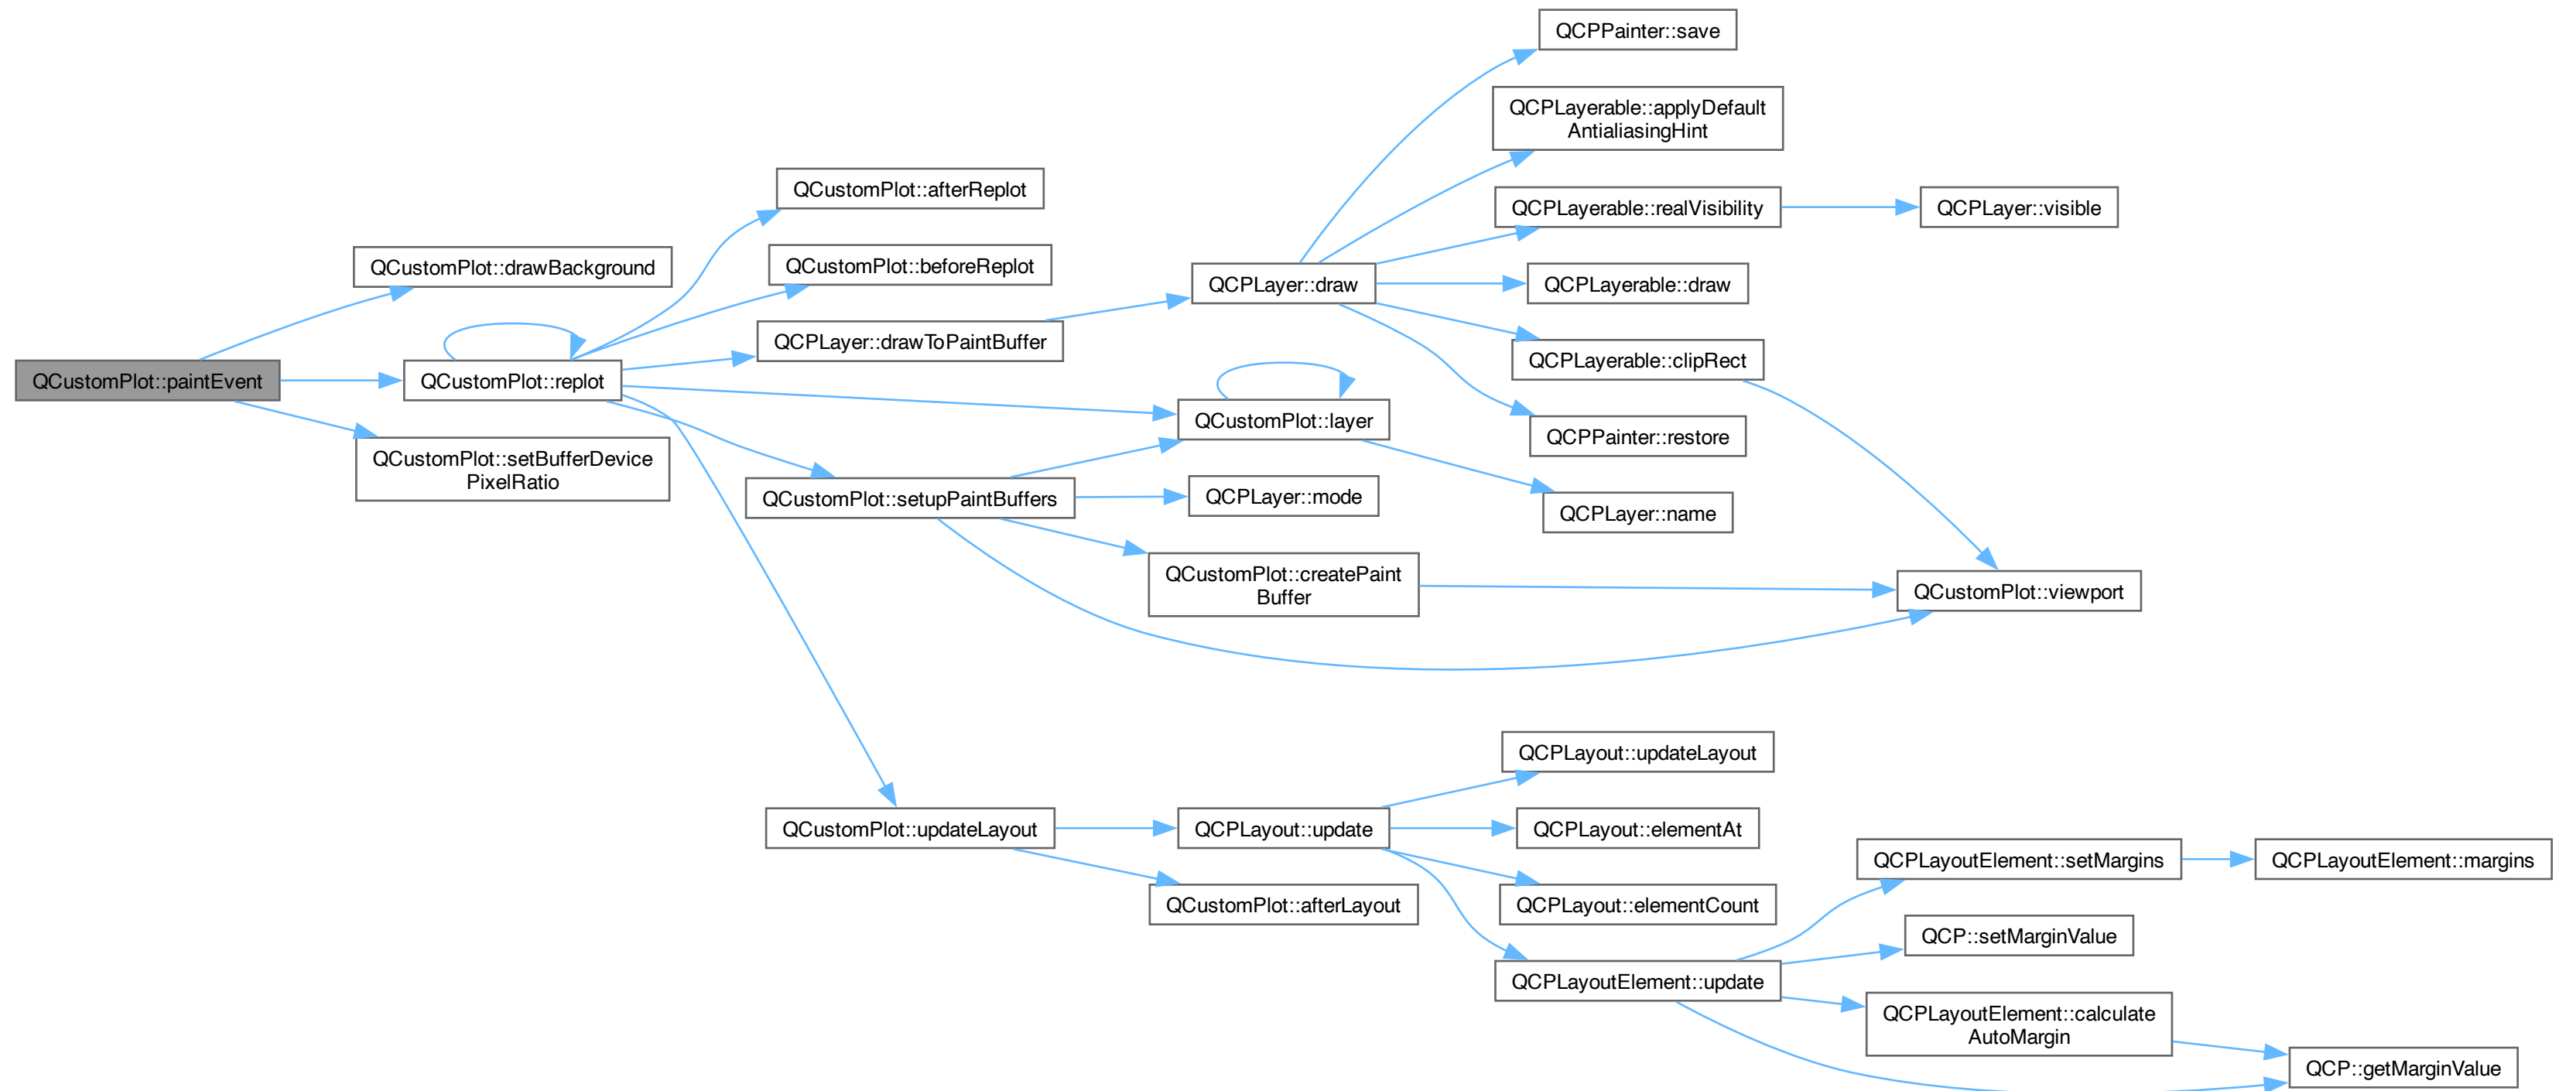 QCPPainter::save
QCPLayerable::applyDefault
AntialiasingHint
QCustomPlot::afterReplot
QCPLayerable::realVisibility
QCPLayer::visible
QCustomPlot::drawBackground
QCustomPlot::beforeReplot
QCPLayer::draw
QCPLayerable::draw
QCPLayer::drawToPaintBuffer
QCPLayerable::clipRect
QCustomPlot::paintEvent
QCustomPlot::replot
QCustomPlot::layer
QCPPainter::restore
QCustomPlot::setBufferDevice
PixelRatio
QCustomPlot::setupPaintBuffers
QCPLayer::mode
QCPLayer::name
QCustomPlot::createPaint
Buffer
QCustomPlot::viewport
QCPLayout::updateLayout
QCustomPlot::updateLayout
QCPLayout::update
QCPLayout::elementAt
QCPLayoutElement::setMargins
QCPLayoutElement::margins
QCustomPlot::afterLayout
QCPLayout::elementCount
QCP::setMarginValue
QCPLayoutElement::update
QCPLayoutElement::calculate
AutoMargin
QCP::getMarginValue